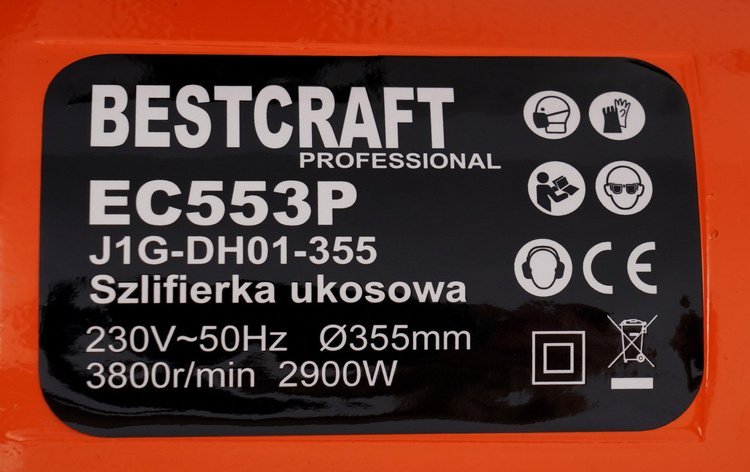 BESTCRAFT
PROFESSIONAL
EC553P
J1G-DH01-355
Szlifierka ukosowa
230V~50Hz Ø355mm
3800r/min 2900W
CE